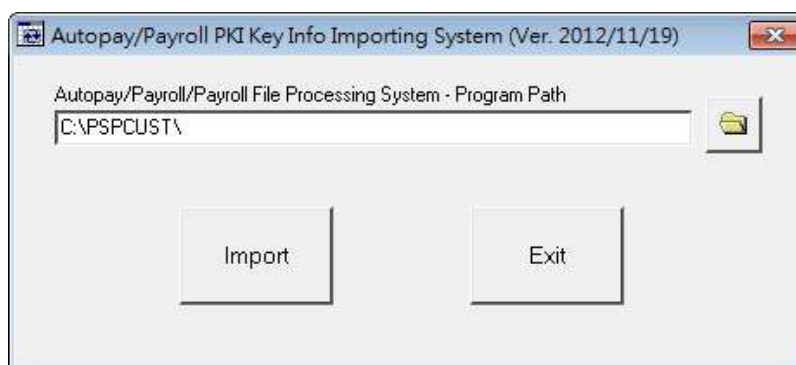 Autopay/Payroll PKI Key Info Importing System (Ver. 2012/11/19)
Autopay/Payroll/Payroll File Processing System - Program Path
C:\PSPCUST\
Import
Exit